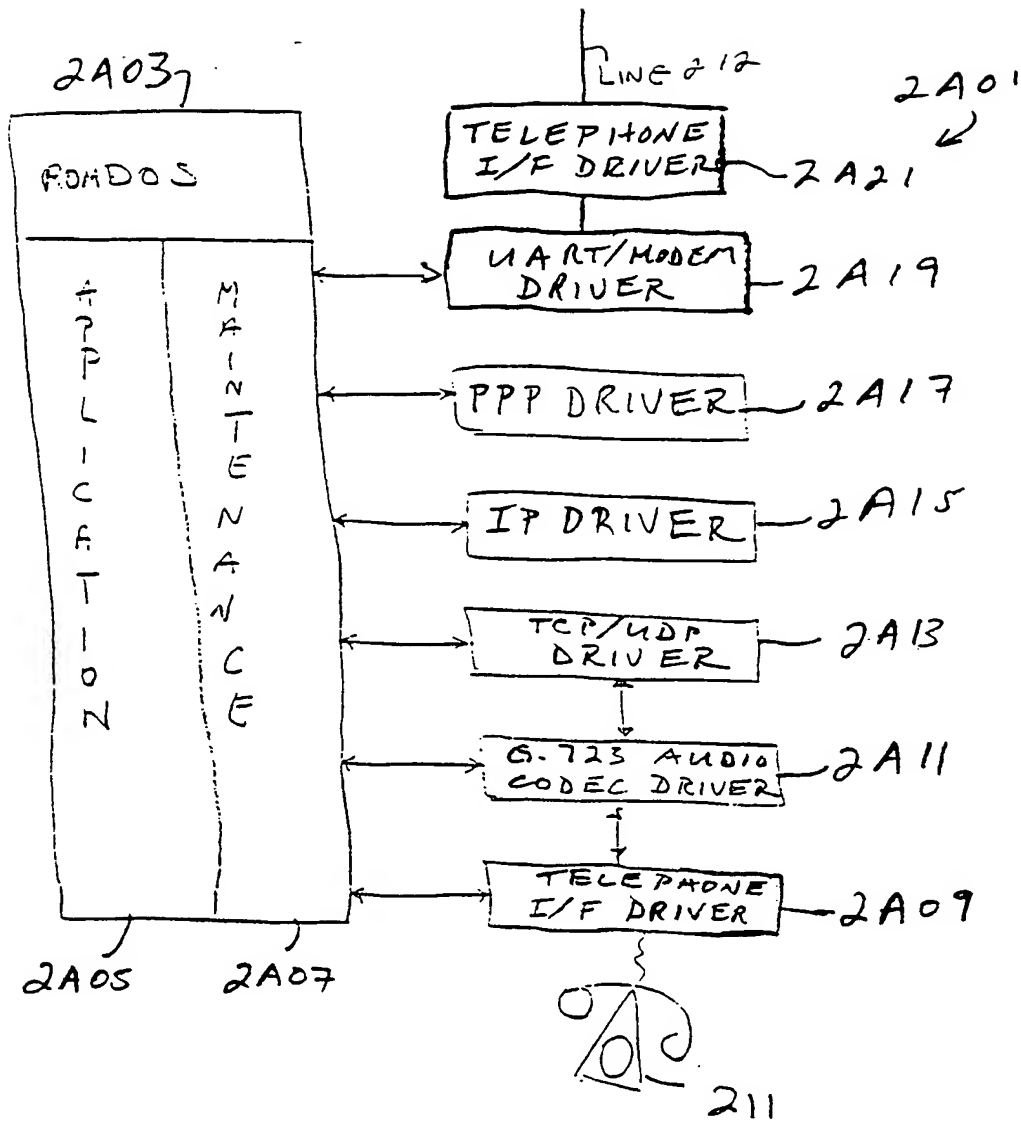 2A03
LINE 212
2A01
TELEPHONE
I/F DRIVER
2A21
ROMDOS
UART/MODEM
DRIVER
2A19
APPLICATION
MAINTENANCE
PPP DRIVER
2A17
IP DRIVER
2A15
TCP/UDP
DRIVER
2A13
G.723 AUDIO
CODEC DRIVER
2A11
TELEPHONE
I/F DRIVER
2A09
2A05
2A07
211